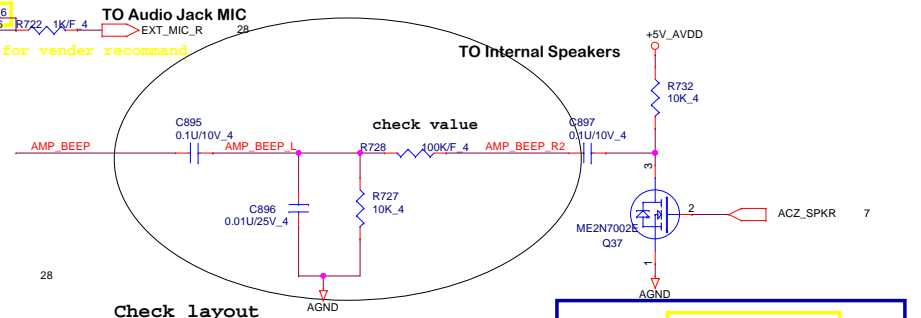 6
6 R722 1K/F_4
TO Audio Jack MIC
EXT_MIC_R 28
for vender recommand
TO Internal Speakers
+5V_AVDD
R732
10K_4
C895
0.1U/10V_4
check value
C897
0.1U/10V_4
AMP_BEEP
AMP_BEEP_L
R728 100K/F_4
AMP_BEEP_R2
3
R727
10K_4
C896
0.01U/25V_4
ME2N7002E
Q37
2
ACZ_SPKR 7
1
28
AGND
AGND
Check layout